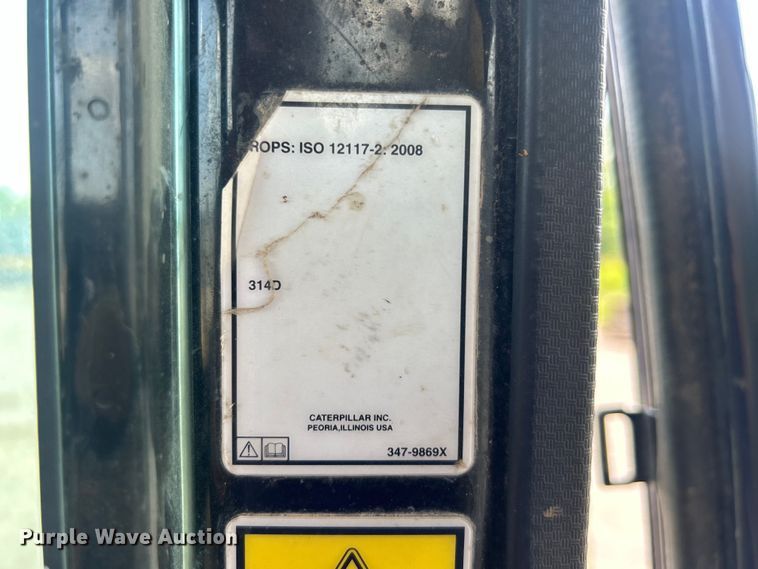 ROPS: ISO 12117-2: 2008
314D
CATERPILLAR INC.
PEORIA,ILLINOIS USA
347-9869X
Purple Wave Auction